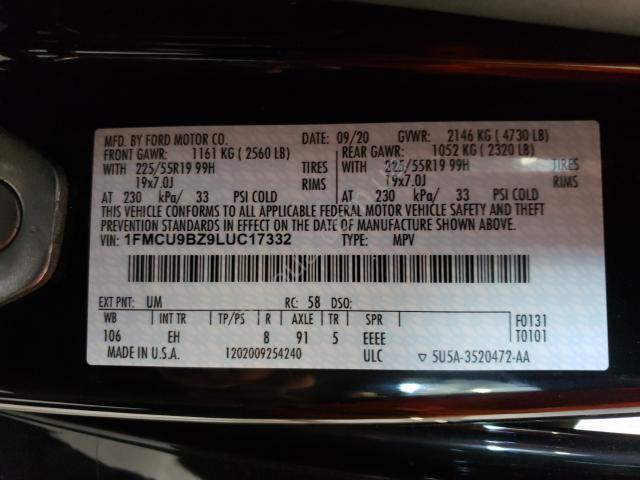 MFD. BY FORD MOTOR CO. DATE: 09/20 GVWR: 2146 KG ( 4730 LB)
FRONT GAWR: 1161 KG ( 2560 LB) REAR GAWR: 1052 KG ( 2320 LB)
WITH 225/55R19 99H TIRES WITH 225/55R19 99H TIRES
19x7.0J RIMS 19x7.0J RIMS
AT 230 kPa/ 33 PSI COLD AT 230 kPa/ 33 PSI COLD
THIS VEHICLE CONFORMS TO ALL APPLICABLE FEDERAL MOTOR VEHICLE SAFETY AND THEFT
PREVENTION STANDARDS IN EFFECT ON THE DATE OF MANUFACTURE SHOWN ABOVE.
VIN: 1FMCU9BZ9LUC17332 TYPE: MPV
EXT PNT: UM RC: 58 DSO:
WB INT TR TP/PS R AXLE TR SPR F0131
106 EH 8 91 5 EEEE T0101
MADE IN U.S.A. 1202009254240 ULC ▽ 5U5A-3520472-AA